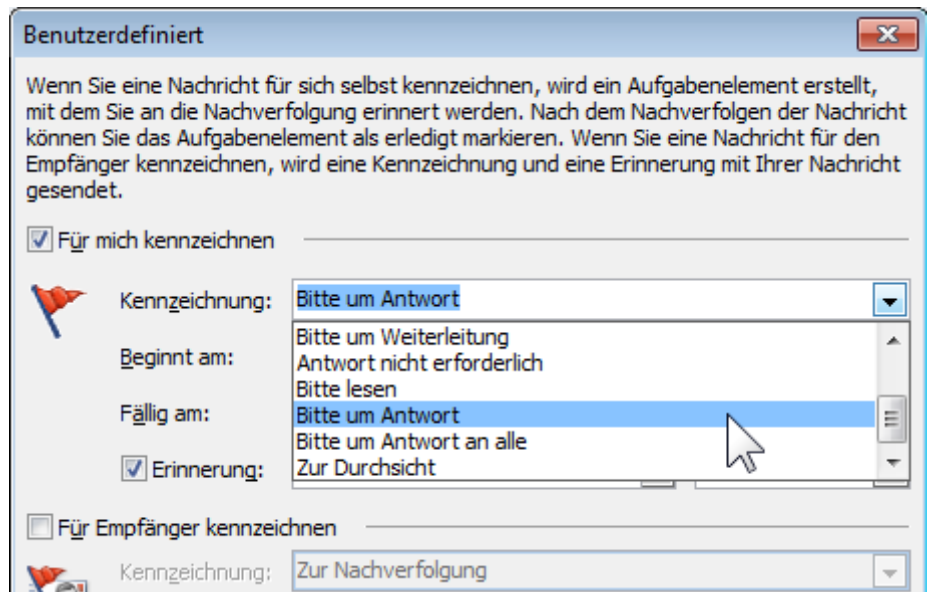 Benutzerdefiniert
Wenn Sie eine Nachricht für sich selbst kennzeichnen, wird ein Aufgabenelement erstellt,
mit dem Sie an die Nachverfolgung erinnert werden. Nach dem Nachverfolgen der Nachricht
können Sie das Aufgabenelement als erledigt markieren. Wenn Sie eine Nachricht für den
Empfänger kennzeichnen, wird eine Kennzeichnung und eine Erinnerung mit Ihrer Nachricht
gesendet.
Für mich kennzeichnen
Kennzeichnung: Bitte um Antwort
Bitte um Weiterleitung
Beginnt am:
Antwort nicht erforderlich
Bitte lesen
Fällig am:
Bitte um Antwort
Bitte um Antwort an alle
Erinnerung:
Zur Durchsicht
Für Empfänger kennzeichnen
Kennzeichnung: Zur Nachverfolgung